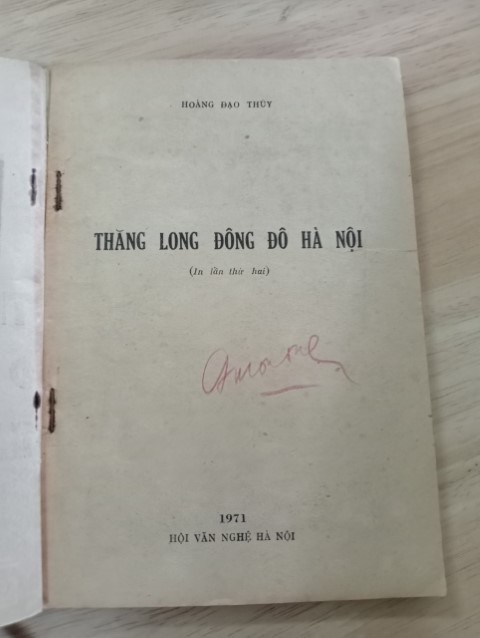 HOÀNG ĐẠO THÚY
THĂNG LONG ĐÔNG ĐÔ HÀ NỘI
(In lần thứ hai)
1971
HỘI VĂN NGHỆ HÀ NỘI